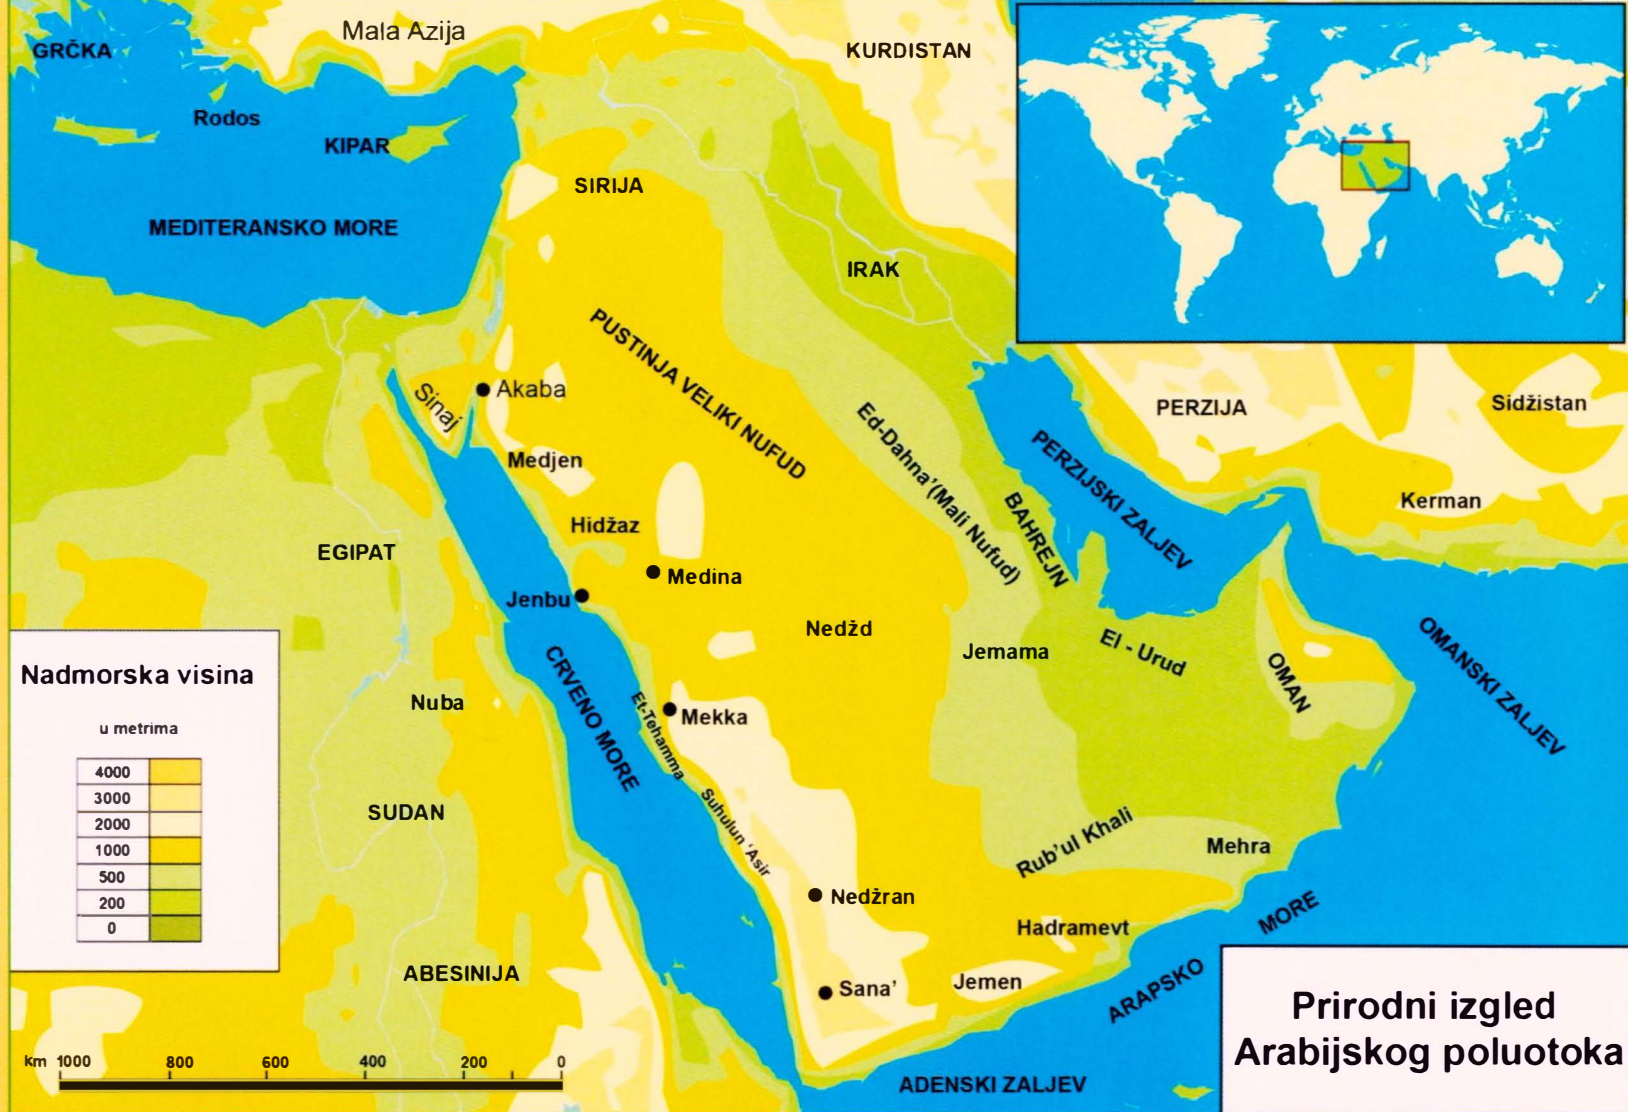 Mala Azija
GRČKA
KURDISTAN
Rodos
KIPAR
SIRIJA
MEDITERANSKO MORE
IRAK
PUSTINJA VELIKI NUFUD
Sinaj
Akaba
PERZIJA
Sidžistan
Ed-Dahna'(Mali Nufud)
PERZIJSKI ZALJEV
Medjen
BAHREJN
Kerman
Hidžaz
EGIPAT
Medina
Jenbu
Nedžd
Jemama
El - Urud
OMAN
OMANSKI ZALJEV
Nadmorska visina
u metrima
4000
3000
2000
1000
500
200
0
Nuba
CRVENO MORE
Et-Tehamma
Mekka
SUDAN
Suhulun 'Asir
Rub'ul Khali
Mehra
Nedžran
Hadramevt
ARAPSKO MORE
ABESINIJA
Sana'
Jemen
km 1000 800 600 400 200 0
ADENSKI ZALJEV
Prirodni izgled
Arabijskog poluotoka